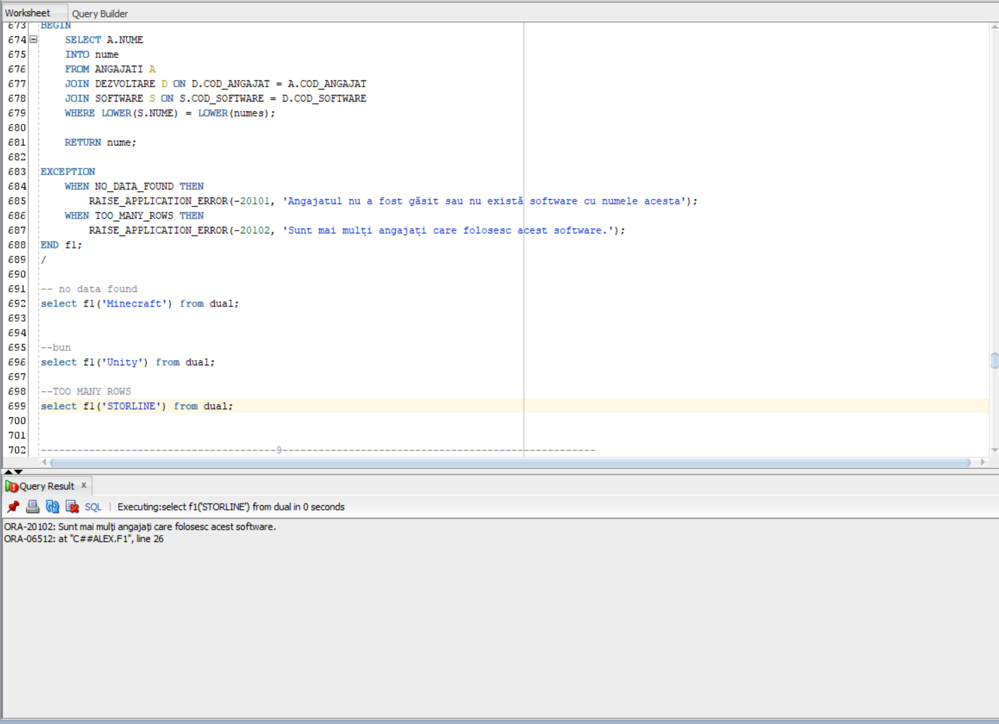 Worksheet Query Builder
673 BEGIN
674 SELECT A.NUME
675 INTO nume
676 FROM ANGAJATI A
677 JOIN DEZVOLTARE D ON D.COD_ANGAJAT = A.COD_ANGAJAT
678 JOIN SOFTWARE S ON S.COD_SOFTWARE = D.COD_SOFTWARE
679 WHERE LOWER(S.NUME) = LOWER(numes);
680
681 RETURN nume;
682
683 EXCEPTION
684 WHEN NO_DATA_FOUND THEN
685 RAISE_APPLICATION_ERROR(-20101, 'Angajatul nu a fost găsit sau nu există software cu numele acesta');
686 WHEN TOO_MANY_ROWS THEN
687 RAISE_APPLICATION_ERROR(-20102, 'Sunt mai mulți angajați care folosesc acest software.');
688 END f1;
689 /
690
691 -- no data found
692 select f1('Minecraft') from dual;
693
694
695 --bun
696 select f1('Unity') from dual;
697
698 --TOO MANY ROWS
699 select f1('STORLINE') from dual;
700
701
702 ---------------------------------------9----------------------------------------------------
Query Result x
SQL | Executing:select f1('STORLINE') from dual in 0 seconds
ORA-20102: Sunt mai mulți angajați care folosesc acest software.
ORA-06512: at "C##ALEX.F1", line 26